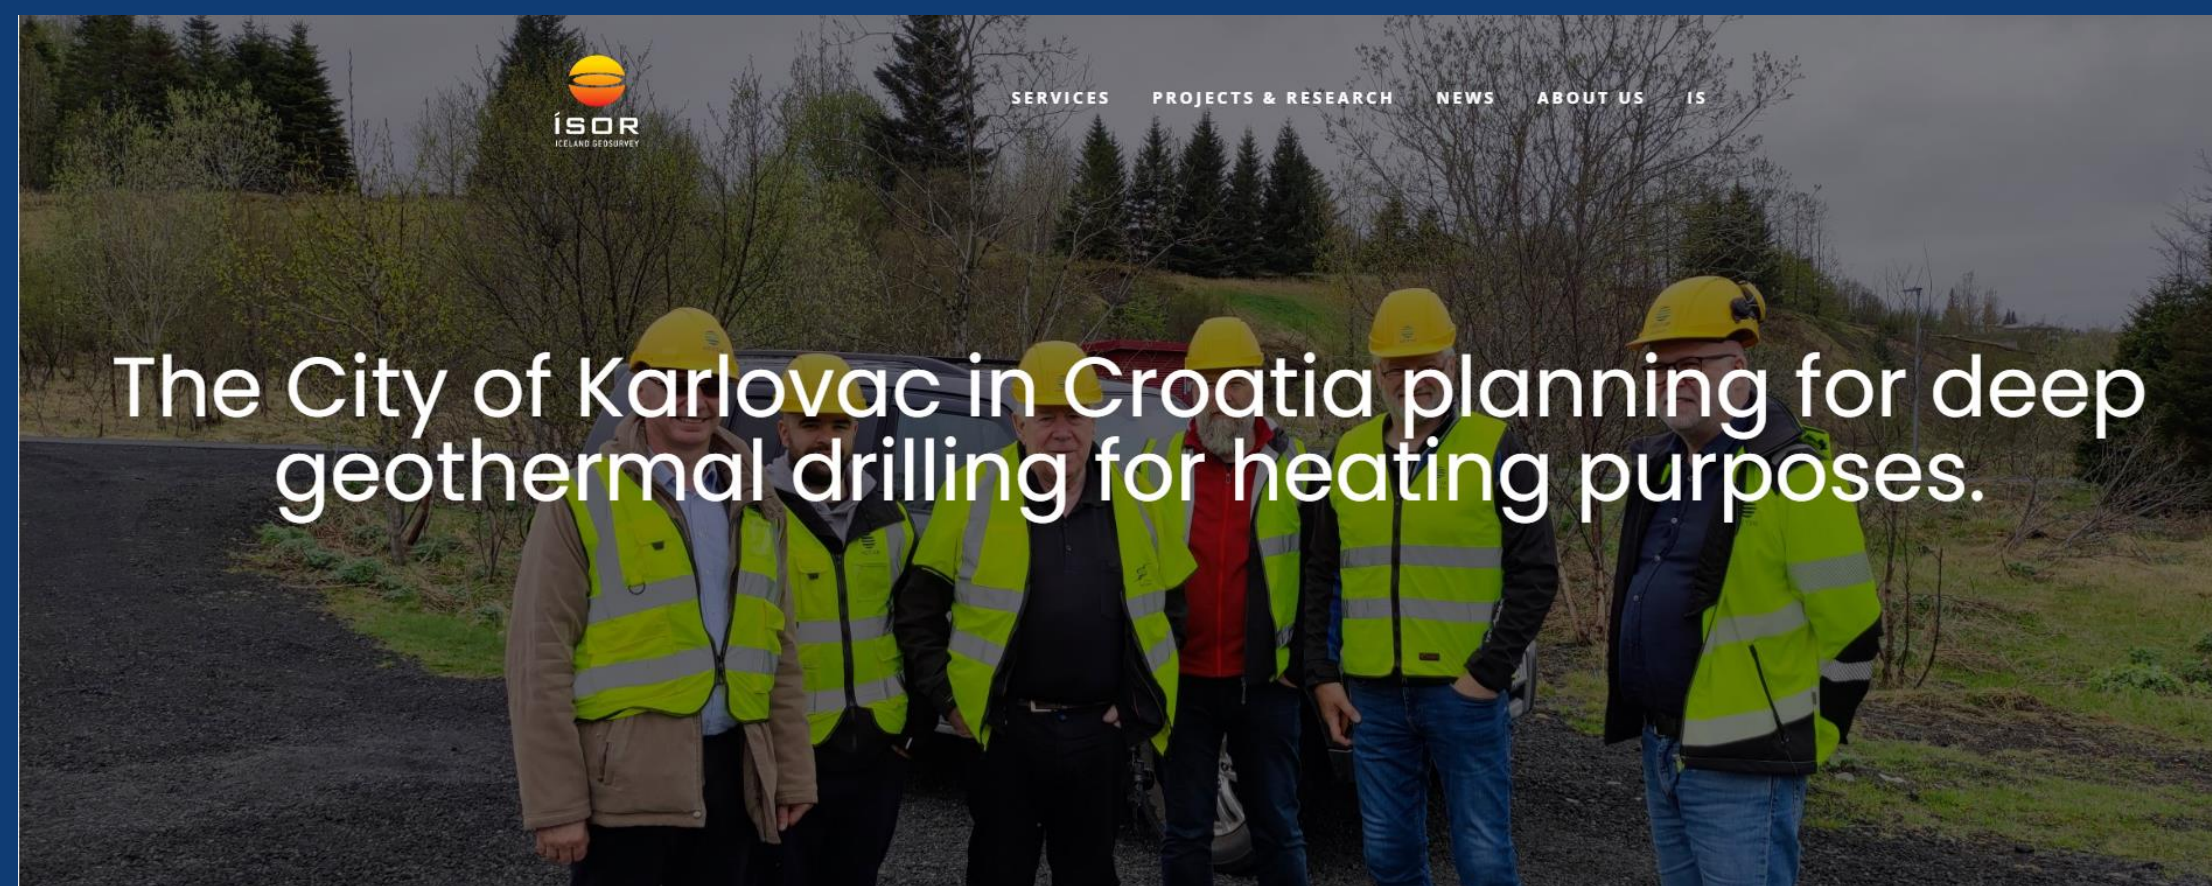 ÍSOR
ICELAND GEOSURVEY
SERVICES PROJECTS & RESEARCH NEWS ABOUT US IS
The City of Karlovac in Croatia planning for deep
geothermal drilling for heating purposes.